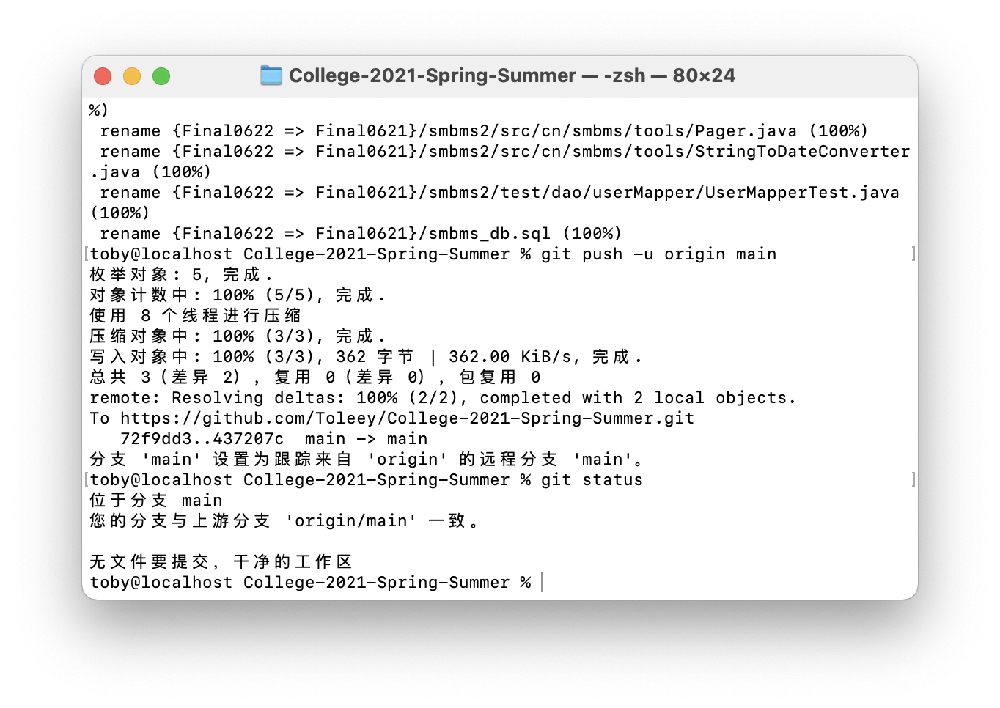 College-2021-Spring-Summer — -zsh — 80×24
%)
rename {Final0622 => Final0621}/smbms2/src/cn/smbms/tools/Pager.java (100%)
rename {Final0622 => Final0621}/smbms2/src/cn/smbms/tools/StringToDateConverter
.java (100%)
rename {Final0622 => Final0621}/smbms2/test/dao/userMapper/UserMapperTest.java
(100%)
rename {Final0622 => Final0621}/smbms_db.sql (100%)
[toby@localhost College-2021-Spring-Summer % git push -u origin main ]
枚举对象: 5, 完成.
对象计数中: 100% (5/5), 完成.
使用 8 个线程进行压缩
压缩对象中: 100% (3/3), 完成.
写入对象中: 100% (3/3), 362 字节 | 362.00 KiB/s, 完成.
总共 3（差异 2），复用 0（差异 0），包复用 0
remote: Resolving deltas: 100% (2/2), completed with 2 local objects.
To https://github.com/Toleey/College-2021-Spring-Summer.git
72f9dd3..437207c  main -> main
分支 'main' 设置为跟踪来自 'origin' 的远程分支 'main'。
[toby@localhost College-2021-Spring-Summer % git status ]
位于分支 main
您的分支与上游分支 'origin/main' 一致。
无文件要提交，干净的工作区
toby@localhost College-2021-Spring-Summer %